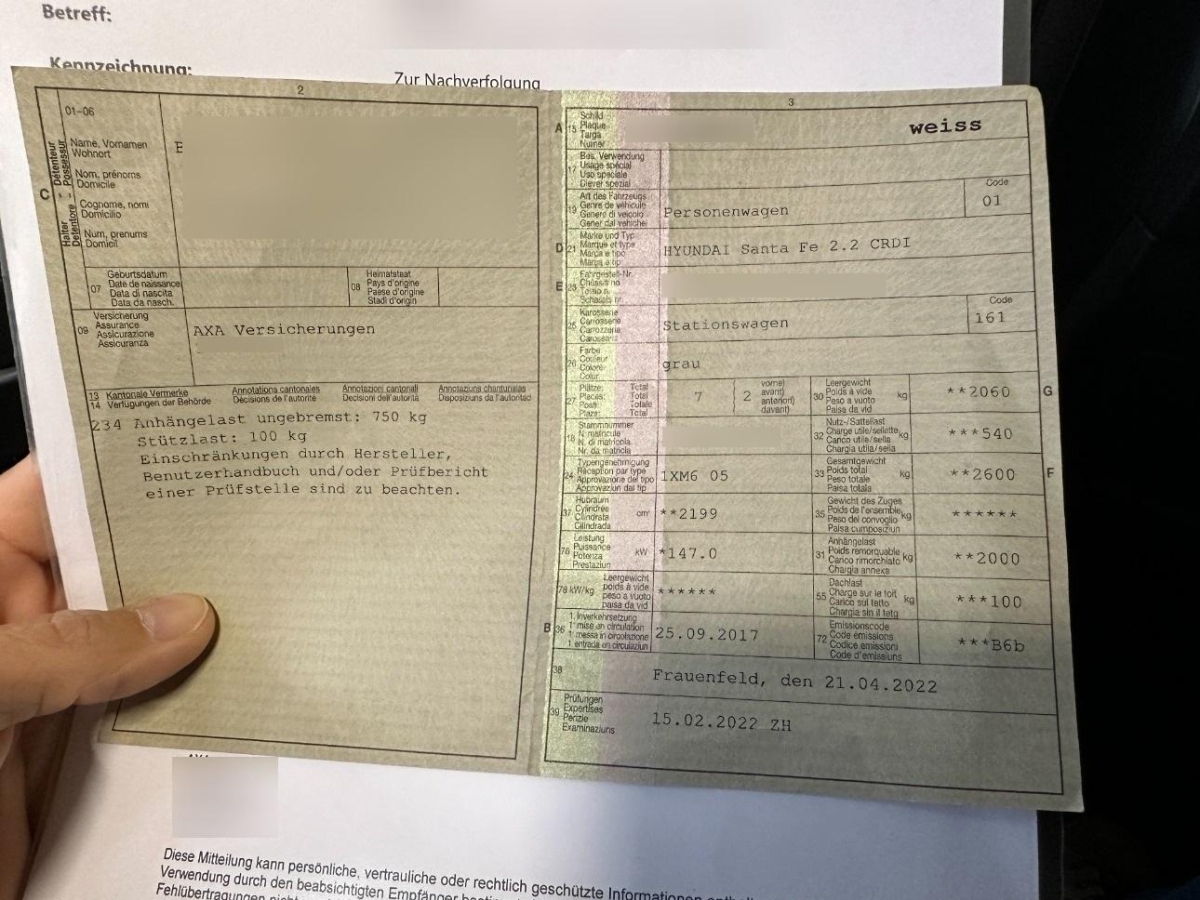 Betreff:
Kennzeichnung:
Zur Nachverfolgung
2
01-06
Détenteur
Possessur
C
Halter
Detentore
Name, Vornamen
Wohnort
Nom, prénoms
Domicile
Cognome, nomi
Domicilio
Num, prenums
Domicil
E
07
Geburtsdatum
Date de naissance
Data di nascita
Data da nasch.
08
Heimatstaat
Pays d'origine
Paese d'origine
Stadi d'origin
09
Versicherung
Assurance
Assicurazione
Assicuranza
AXA Versicherungen
13 Kantonale Vermerke Annotations cantonales Annotazioni cantonali Annotaziuns chantunalas
14 Verfügungen der Behörde Décisions de l'autorité Decisioni dell'autorità Disposiziuns da l'autoritad
234 Anhängelast ungebremst: 750 kg
Stützlast: 100 kg
Einschränkungen durch Hersteller,
Benutzerhandbuch und/oder Prüfbericht
einer Prüfstelle sind zu beachten.
3
A 15
Schild
Plaque
Targa
Numer
weiss
17
Bes. Verwendung
Usage spécial
Uso speciale
Diever spezial
19
Art des Fahrzeugs
Genre de véhicule
Genere di veicolo
Gener dal vehichel
Personenwagen
Code
01
D 21
Marke und Typ
Marque et type
Marca e tipo
Marca e tip
HYUNDAI Santa Fe 2.2 CRDI
E 23
Fahrgestell-Nr.
Châssis no
Telaio n.
Schassis nr.
25
Karosserie
Carrosserie
Carrozzeria
Carossaria
Stationswagen
Code
161
26
Farbe
Couleur
Colore
Colur
grau
27
Plätze: Total
Places: Total
Posti: Totale
Plazs: Total
7
2
vorne)
avant)
anteriori)
davant)
30
Leergewicht
Poids à vide
Peso a vuoto
Paisa da vid
kg
**2060
G
18
Stammnummer
N. matricule
N. di matricola
Nr. da matricla
32
Nutz-/Sattellast
Charge utile/sellette
Carico utile/sella
Chargia utila/sella
kg
***540
24
Typengenehmigung
Réception par type
Approvazione del tipo
Approvaziun dal tip
1XM6 05
33
Gesamtgewicht
Poids total
Peso totale
Paisa totala
kg
**2600
F
37
Hubraum
Cylindrée
Cilindrata
Cilindrada
cm³
**2199
35
Gewicht des Zuges
Poids de l'ensemble
Peso del convoglio
Paisa cumposiziun
kg
******
76
Leistung
Puissance
Potenza
Prestaziun
kW
*147.0
31
Anhängelast
Poids remorquable
Carico rimorchiato
Chargia annexa
kg
**2000
78 kW/kg
Leergewicht
poids à vide
peso a vuoto
paisa da vid
******
55
Dachlast
Charge sur le toit
Carico sul tetto
Chargia sin il tetg
kg
***100
B 36
1. Inverkehrsetzung
1re mise en circulation
1a messa in circolazione
1. entrada en circulaziun
25.09.2017
72
Emissionscode
Code émissions
Codice emissioni
Code d'emissiuns
***B6b
38
Frauenfeld, den 21.04.2022
39
Prüfungen
Expertises
Perizie
Examinaziuns
15.02.2022 ZH
Diese Mitteilung kann persönliche, vertrauliche oder rechtlich geschützte Informationen
Verwendung durch den beabsichtigten Empfänger
Fehlübertragungen